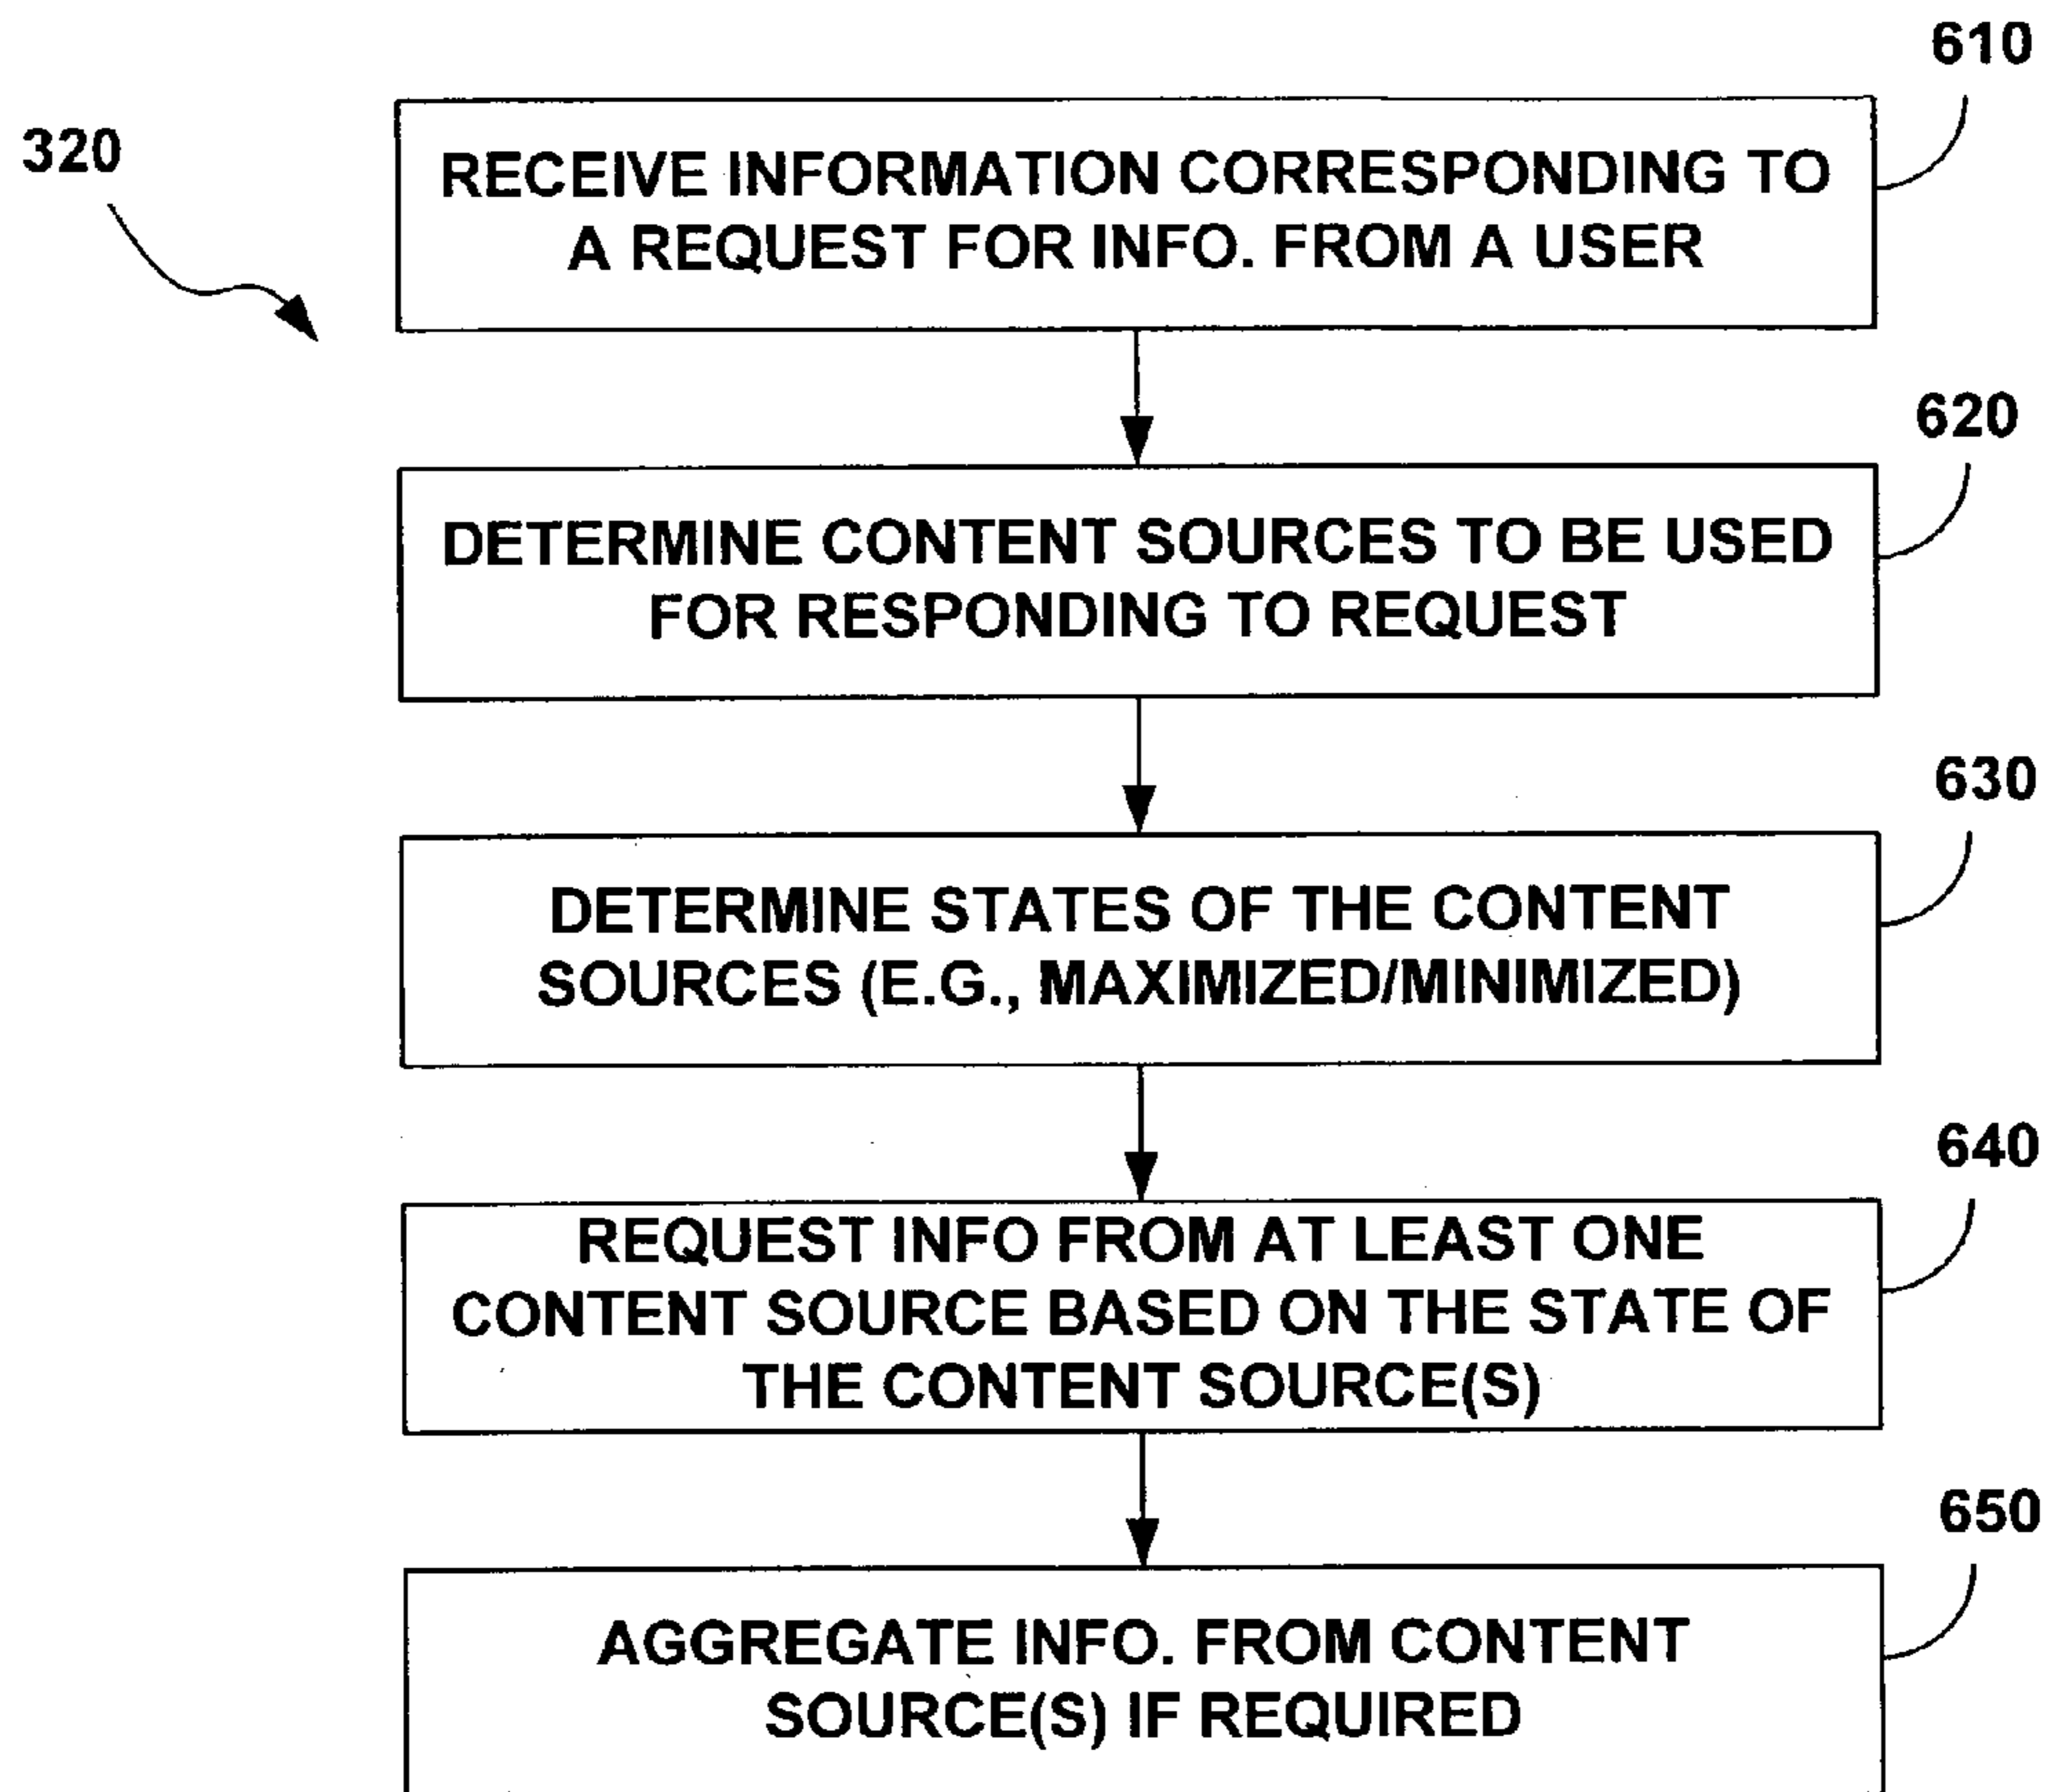 610
320
RECEIVE INFORMATION CORRESPONDING TO
A REQUEST FOR INFO. FROM A USER
620
DETERMINE CONTENT SOURCES TO BE USED
FOR RESPONDING TO REQUEST
630
DETERMINE STATES OF THE CONTENT
SOURCES (E.G., MAXIMIZED/MINIMIZED)
640
REQUEST INFO FROM AT LEAST ONE
CONTENT SOURCE BASED ON THE STATE OF
THE CONTENT SOURCE(S)
650
AGGREGATE INFO. FROM CONTENT
SOURCE(S) IF REQUIRED